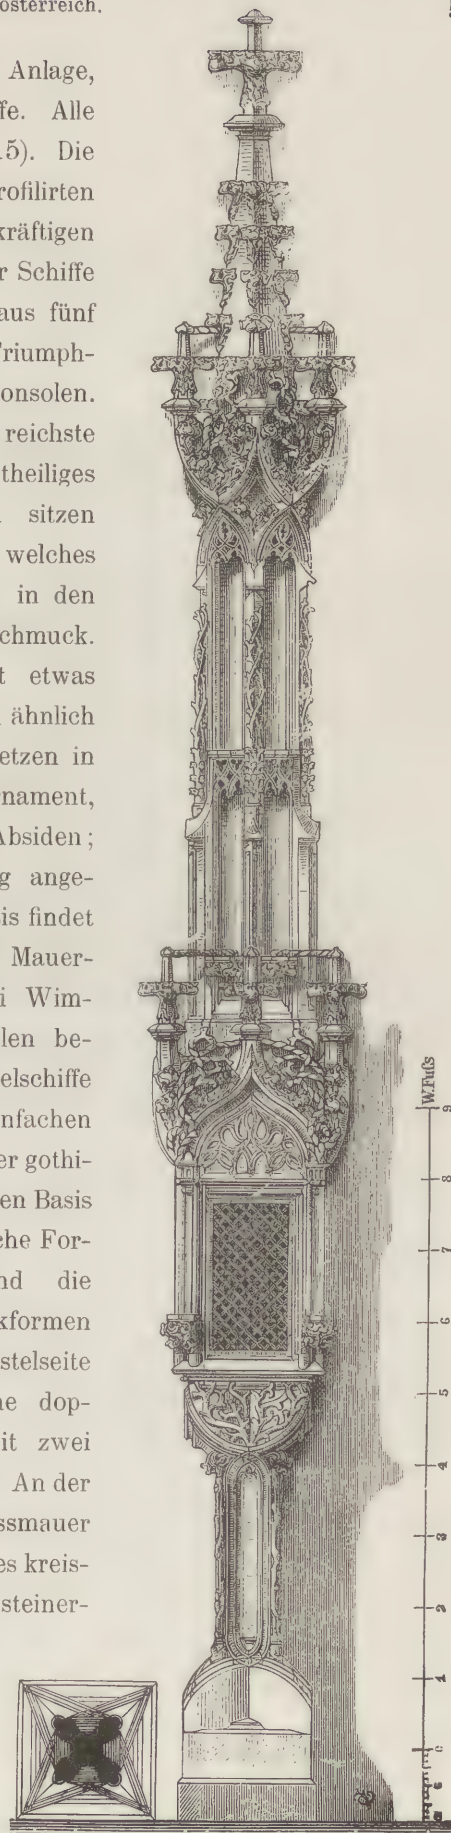 österreich.
Anlage,
ffe. Alle
.5). Die
rofilirten
kräftigen
r Schiffe
aus fünf
Triumph-
onsolen.
reichste
theiliges
sitzen
welches
in den
chmuck.
t etwas
ähnlich
etzen in
rnament,
Absiden;
g ange-
is findet
Mauer-
i Wim-
len be-
elschiffe
nfachen
er gothi-
en Basis
che For-
nd die
kformen
stelseite
ne dop-
it zwei
An der
ssmauer
es kreis-
steiner-
W.Fuſs
9
8
7
6
5
4
3
2
1
0